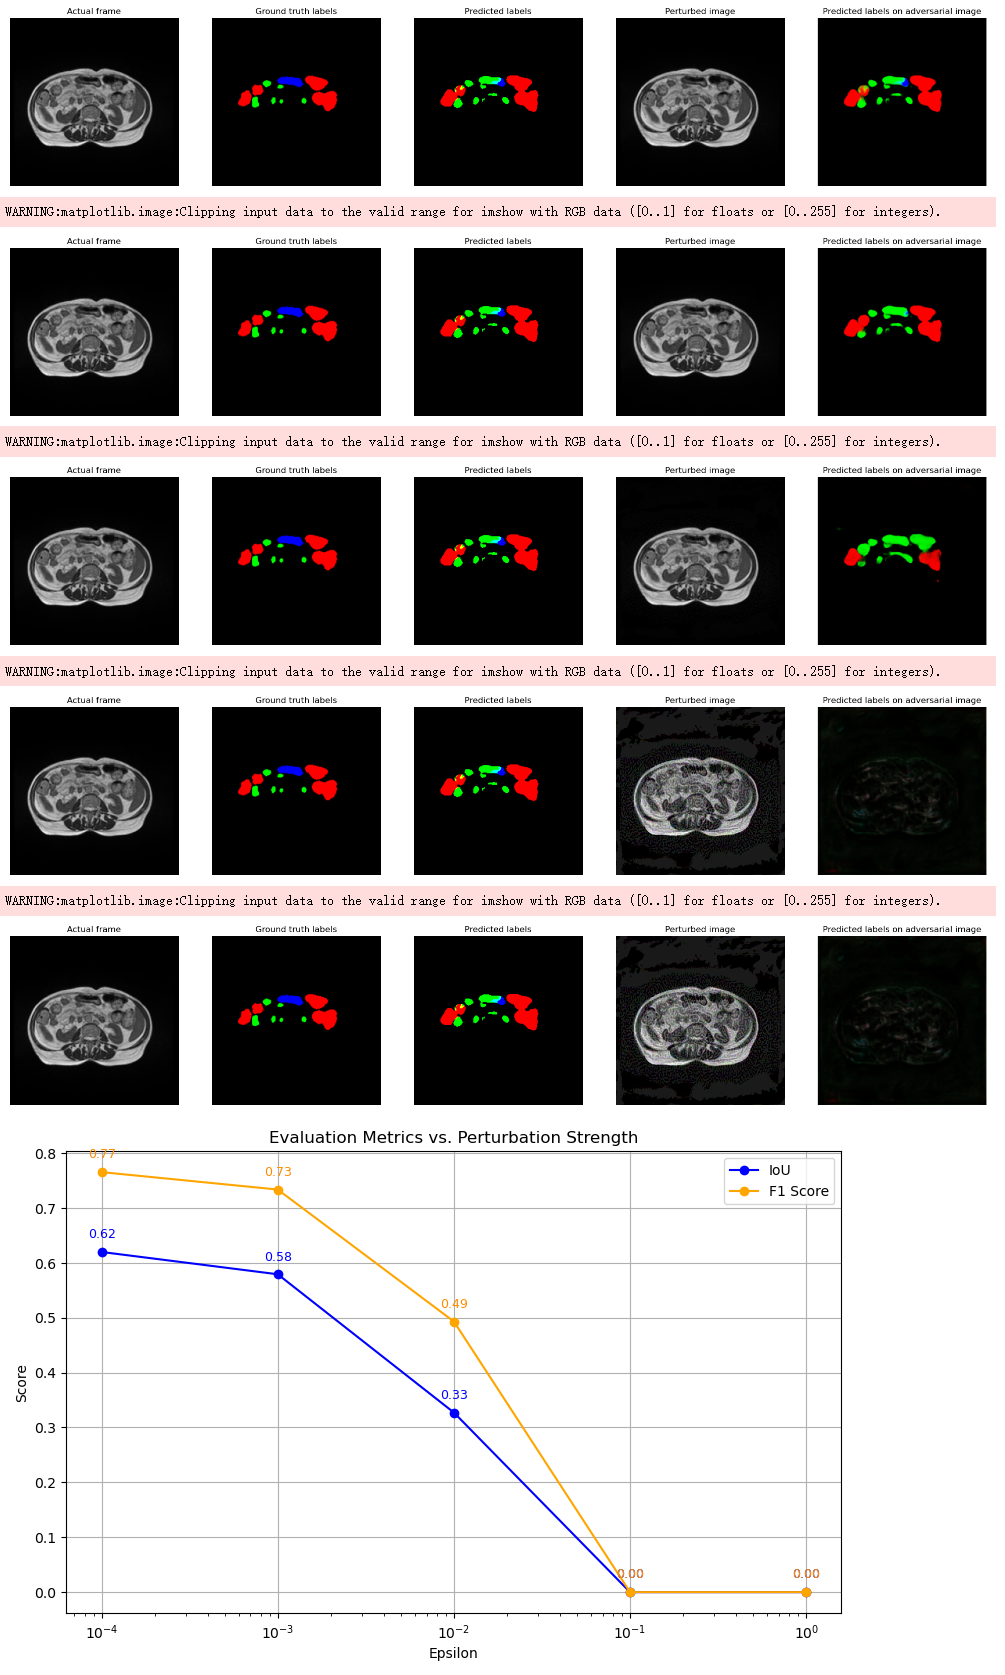 Actual frame Ground truth labels Predicted labels Perturbed image Predicted labels on adversarial image
WARNING:matplotlib.image:Clipping input data to the valid range for imshow with RGB data ([0..1] for floats or [0..255] for integers).
Actual frame Ground truth labels Predicted labels Perturbed image Predicted labels on adversarial image
WARNING:matplotlib.image:Clipping input data to the valid range for imshow with RGB data ([0..1] for floats or [0..255] for integers).
Actual frame Ground truth labels Predicted labels Perturbed image Predicted labels on adversarial image
WARNING:matplotlib.image:Clipping input data to the valid range for imshow with RGB data ([0..1] for floats or [0..255] for integers).
Actual frame Ground truth labels Predicted labels Perturbed image Predicted labels on adversarial image
WARNING:matplotlib.image:Clipping input data to the valid range for imshow with RGB data ([0..1] for floats or [0..255] for integers).
Actual frame Ground truth labels Predicted labels Perturbed image Predicted labels on adversarial image
Evaluation Metrics vs. Perturbation Strength
0.8
0.77
IoU
0.73
F1 Score
0.7
0.62
0.6
0.58
0.5
0.49
0.4
0.33
0.3
0.2
0.1
0.00 0.00
0.0
Score
10⁻⁴ 10⁻³ 10⁻² 10⁻¹ 10⁰
Epsilon